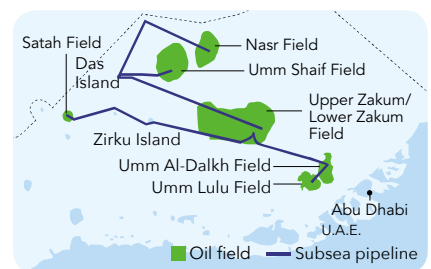 Satah Field
Das
Island
Nasr Field
Umm Shaif Field
Upper Zakum/
Lower Zakum
Field
Zirku Island
Umm Al-Dalkh Field
Umm Lulu Field
Abu Dhabi
U.A.E.
Oil field
Subsea pipeline